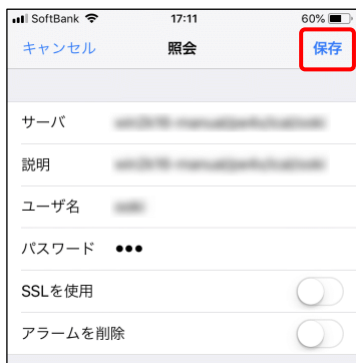 SoftBank 17:11 60%
キャンセル 照会 保存
サーバ
説明
ユーザ名
パスワード ●●●
SSLを使用
アラームを削除